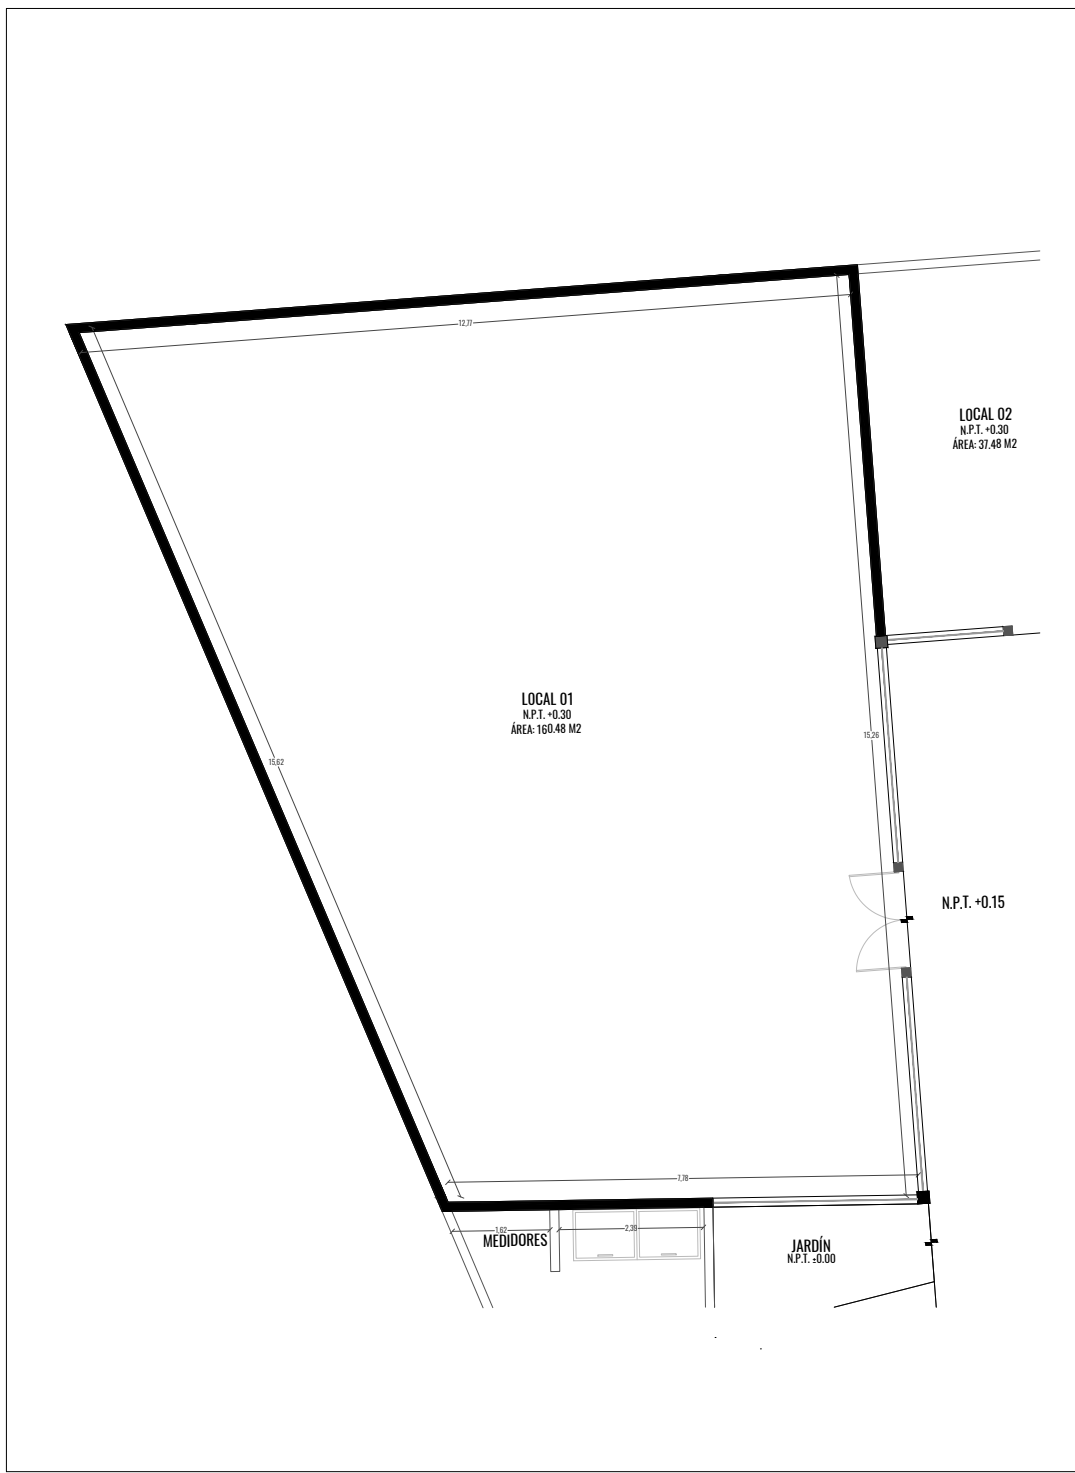 12,77
LOCAL 02
N.P.T. +0.30
ÁREA: 37.48 M2
LOCAL 01
N.P.T. +0.30
ÁREA: 160.48 M2
15,26
15,62
N.P.T. +0.15
7,78
1,62
2,39
MEDIDORES
JARDÍN
N.P.T. ±0.00